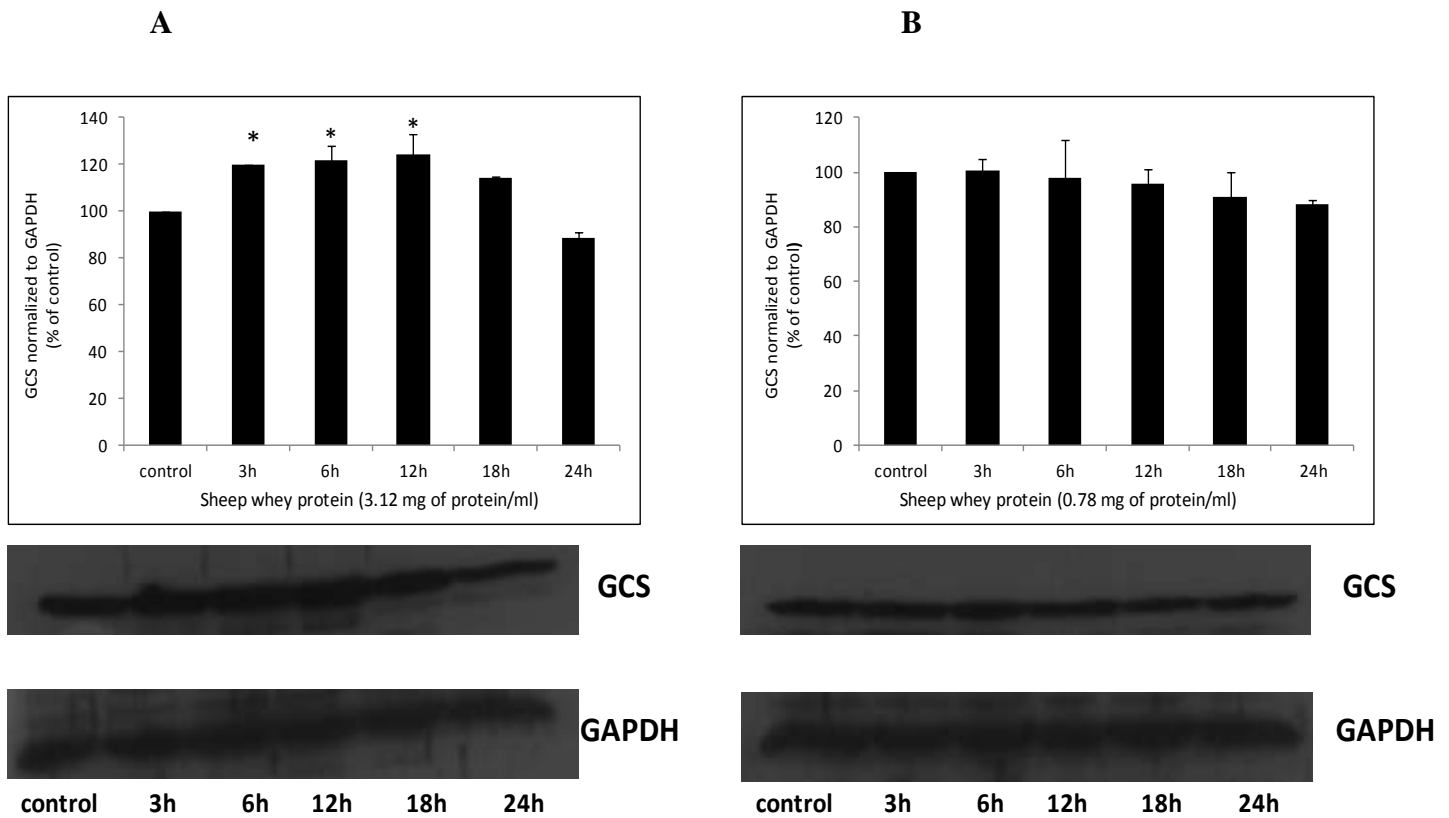 A
B
GCS normalized to GAPDH
(% of control)
140
120
100
80
60
40
20
0
*
*
*
control 3h 6h 12h 18h 24h
Sheep whey protein (3.12 mg of protein/ml)
GCS normalized to GAPDH
(% of control)
120
100
80
60
40
20
0
control 3h 6h 12h 18h 24h
Sheep whey protein (0.78 mg of protein/ml)
GCS
GCS
GAPDH
GAPDH
control 3h 6h 12h 18h 24h
control 3h 6h 12h 18h 24h